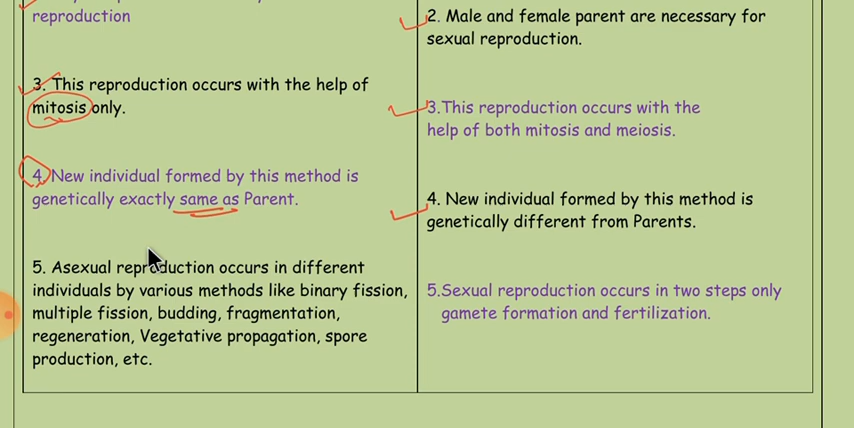 reproduction
3. This reproduction occurs with the help of
mitosis only.
4. New individual formed by this method is
genetically exactly same as Parent.
5. Asexual reproduction occurs in different
individuals by various methods like binary fission,
multiple fission, budding, fragmentation,
regeneration, Vegetative propagation, spore
production, etc.
2. Male and female parent are necessary for
sexual reproduction.
3.This reproduction occurs with the
help of both mitosis and meiosis.
4. New individual formed by this method is
genetically different from Parents.
5.Sexual reproduction occurs in two steps only
gamete formation and fertilization.